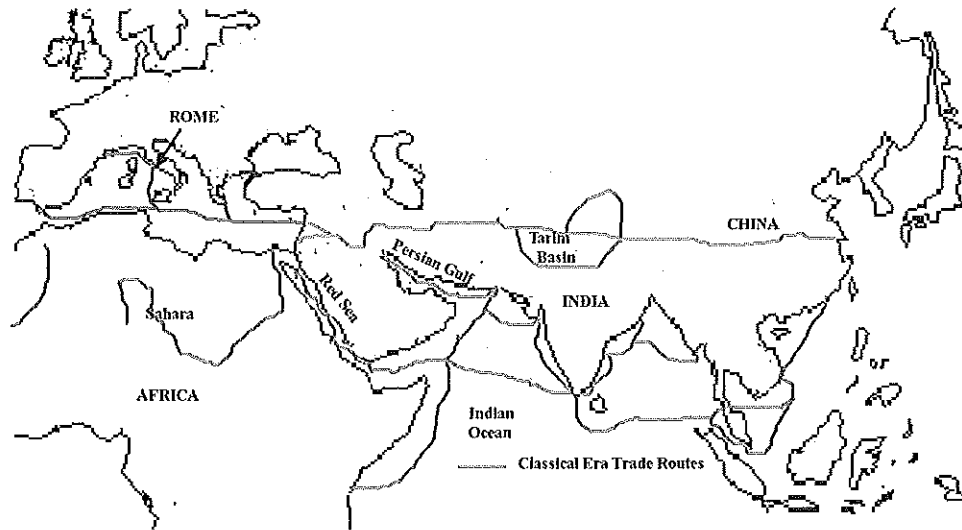 ROME
CHINA
Tarim
Basin
Persian Gulf
Red Sea
INDIA
Sahara
AFRICA
Indian
Ocean
Classical Era Trade Routes